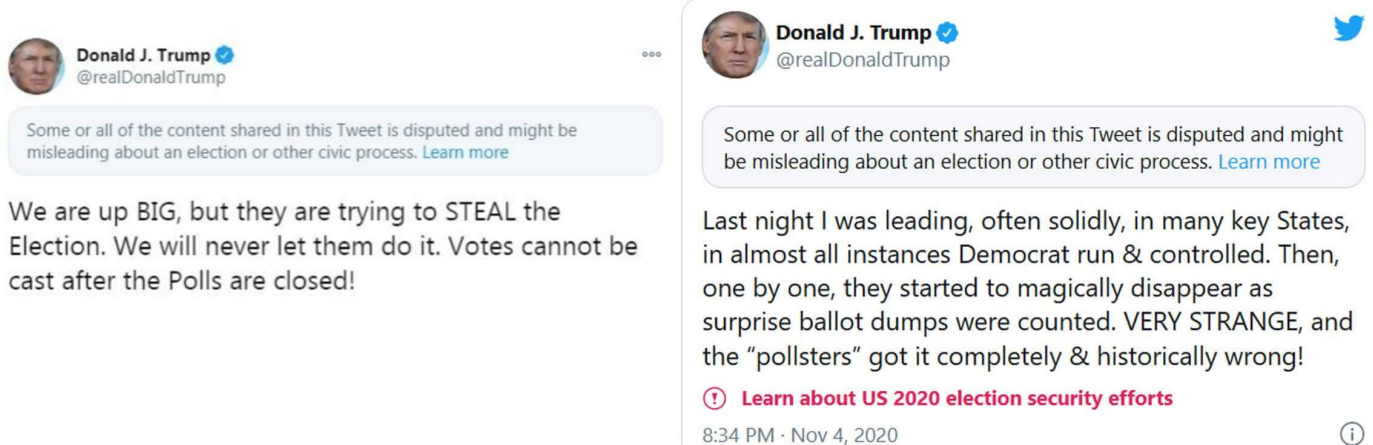 Donald J. Trump
@realDonaldTrump
Some or all of the content shared in this Tweet is disputed and might be
misleading about an election or other civic process. Learn more
We are up BIG, but they are trying to STEAL the
Election. We will never let them do it. Votes cannot be
cast after the Polls are closed!
Donald J. Trump
@realDonaldTrump
Some or all of the content shared in this Tweet is disputed and might
be misleading about an election or other civic process. Learn more
Last night I was leading, often solidly, in many key States,
in almost all instances Democrat run & controlled. Then,
one by one, they started to magically disappear as
surprise ballot dumps were counted. VERY STRANGE, and
the “pollsters” got it completely & historically wrong!
Learn about US 2020 election security efforts
8:34 PM · Nov 4, 2020